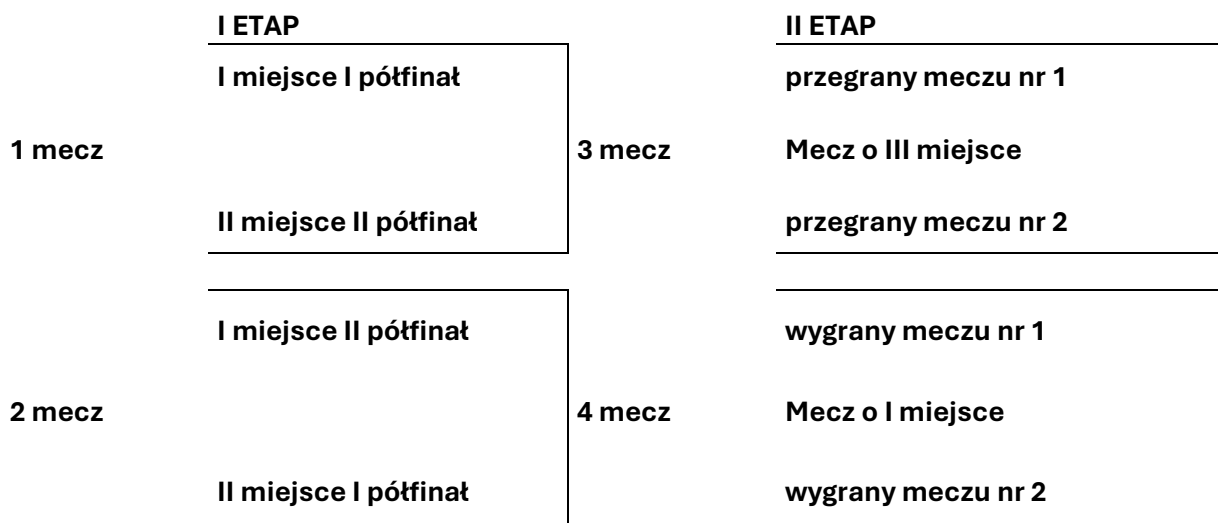 I ETAP II ETAP
I miejsce I półfinał przegrany meczu nr 1
1 mecz 3 mecz Mecz o III miejsce
II miejsce II półfinał przegrany meczu nr 2
I miejsce II półfinał wygrany meczu nr 1
2 mecz 4 mecz Mecz o I miejsce
II miejsce I półfinał wygrany meczu nr 2